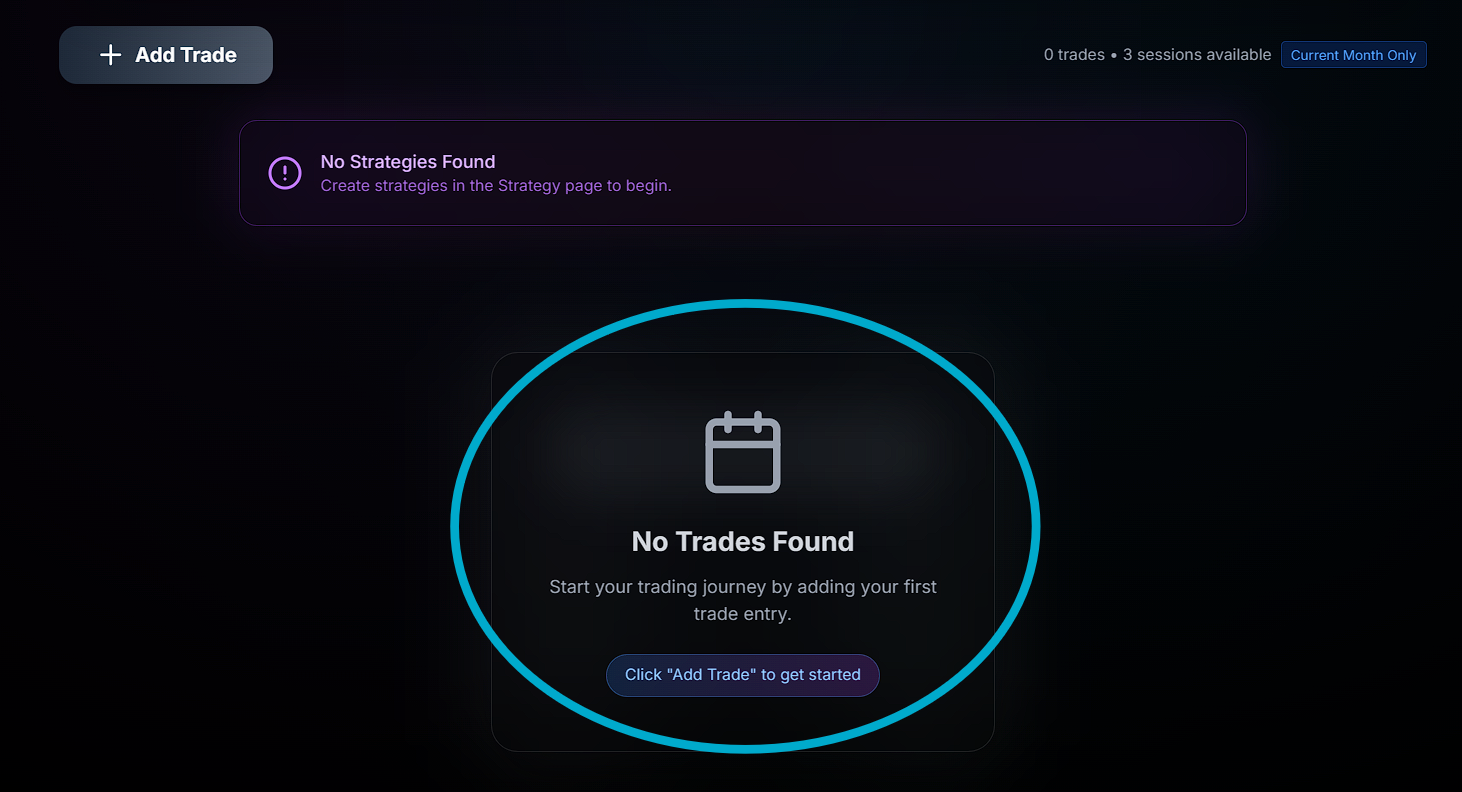 Add Trade
0 trades • 3 sessions available
Current Month Only
No Strategies Found
Create strategies in the Strategy page to begin.
No Trades Found
Start your trading journey by adding your first
trade entry.
Click "Add Trade" to get started